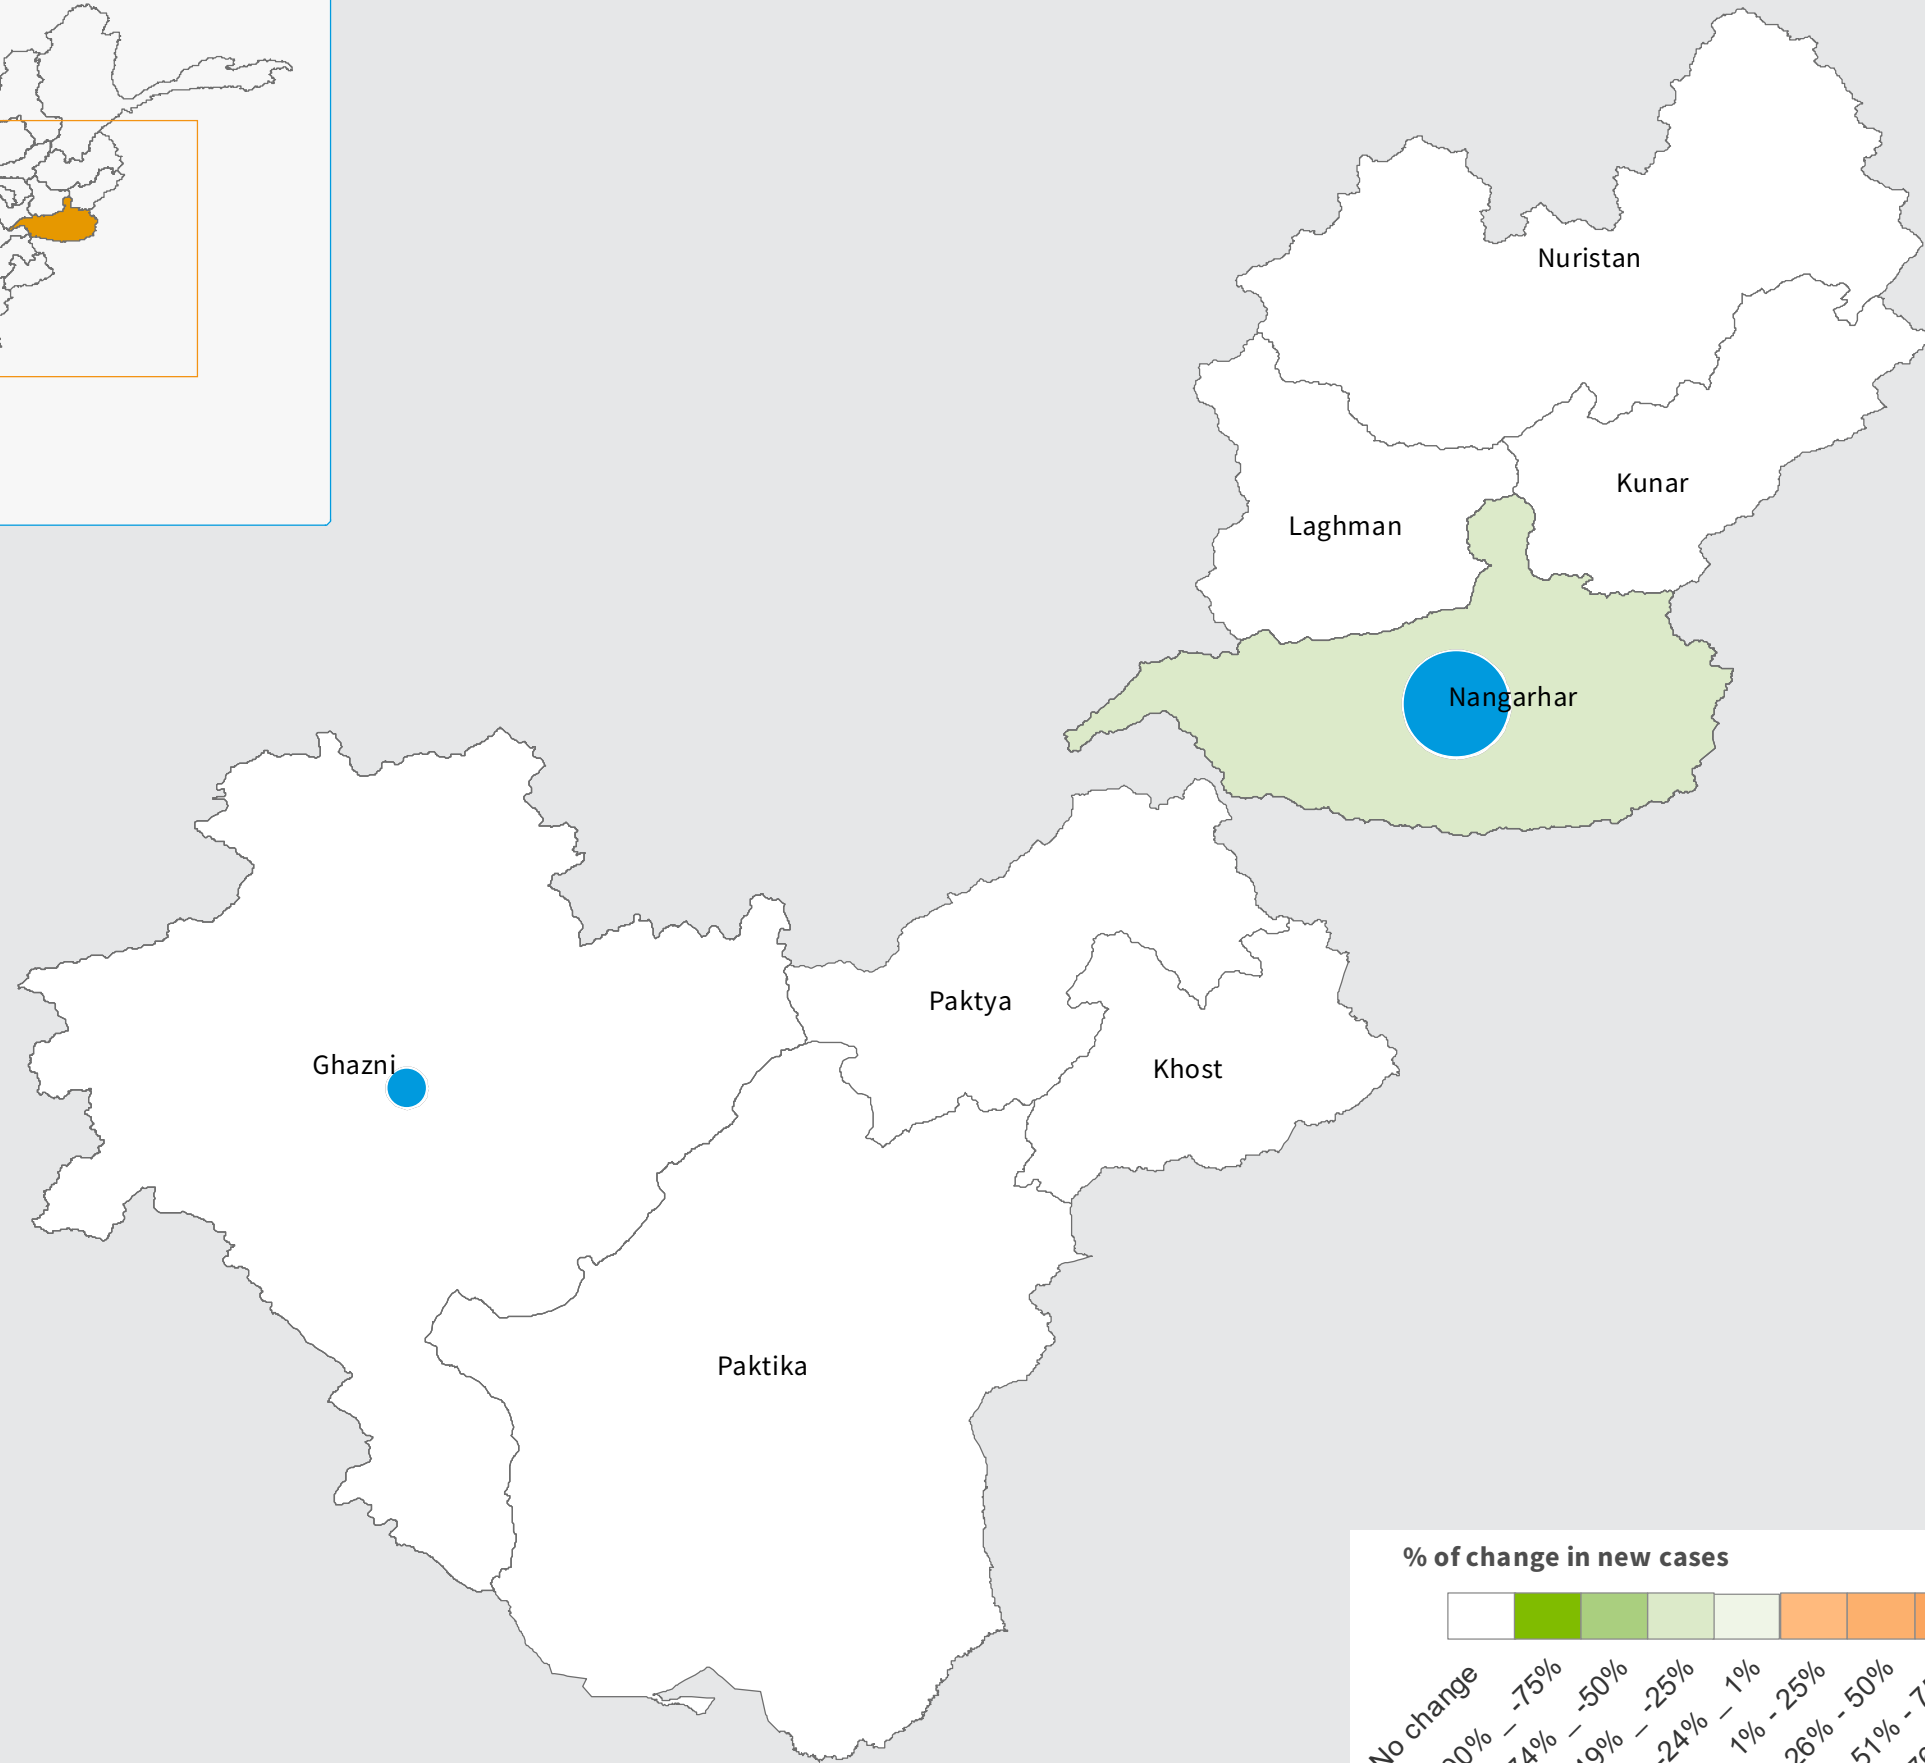 Nuristan
Kunar
Laghman
Nangarhar
Paktya
Ghazni
Khost
Paktika
% of change in new cases
No change
-75%
-50%
-25%
-24% – 1%
1% - 25%
26% - 50%